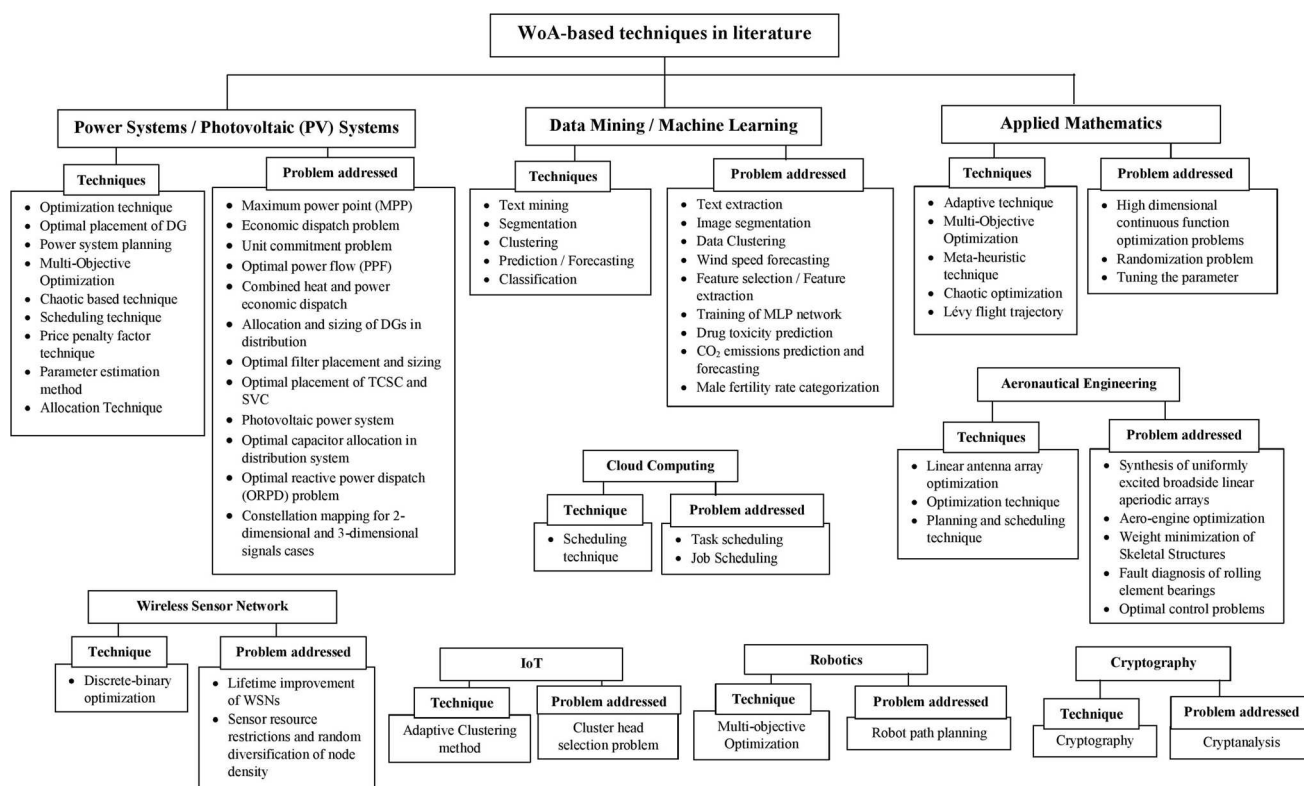 WoA-based techniques in literature
Power Systems / Photovoltaic (PV) Systems
Techniques
• Optimization technique
• Optimal placement of DG
• Power system planning
• Multi-Objective
Optimization
• Chaotic based technique
• Scheduling technique
• Price penalty factor
technique
• Parameter estimation
method
• Allocation Technique
Problem addressed
• Maximum power point (MPP)
• Economic dispatch problem
• Unit commitment problem
• Optimal power flow (PPF)
• Combined heat and power
economic dispatch
• Allocation and sizing of DGs in
distribution
• Optimal filter placement and sizing
• Optimal placement of TCSC and
SVC
• Photovoltaic power system
• Optimal capacitor allocation in
distribution system
• Optimal reactive power dispatch
(ORPD) problem
• Constellation mapping for 2-
dimensional and 3-dimensional
signals cases
Data Mining / Machine Learning
Techniques
• Text mining
• Segmentation
• Clustering
• Prediction / Forecasting
• Classification
Problem addressed
• Text extraction
• Image segmentation
• Data Clustering
• Wind speed forecasting
• Feature selection / Feature
extraction
• Training of MLP network
• Drug toxicity prediction
• CO₂ emissions prediction and
forecasting
• Male fertility rate categorization
Applied Mathematics
Techniques
• Adaptive technique
• Multi-Objective
Optimization
• Meta-heuristic
technique
• Chaotic optimization
• Lévy flight trajectory
Problem addressed
• High dimensional
continuous function
optimization problems
• Randomization problem
• Tuning the parameter
Aeronautical Engineering
Techniques
• Linear antenna array
optimization
• Optimization technique
• Planning and scheduling
technique
Problem addressed
• Synthesis of uniformly
excited broadside linear
aperiodic arrays
• Aero-engine optimization
• Weight minimization of
Skeletal Structures
• Fault diagnosis of rolling
element bearings
• Optimal control problems
Cloud Computing
Technique
• Scheduling
technique
Problem addressed
• Task scheduling
• Job Scheduling
Wireless Sensor Network
Technique
• Discrete-binary
optimization
Problem addressed
• Lifetime improvement
of WSNs
• Sensor resource
restrictions and random
diversification of node
density
IoT
Technique
Adaptive Clustering
method
Problem addressed
Cluster head
selection problem
Robotics
Technique
Multi-objective
Optimization
Problem addressed
Robot path planning
Cryptography
Technique
Cryptography
Problem addressed
Cryptanalysis